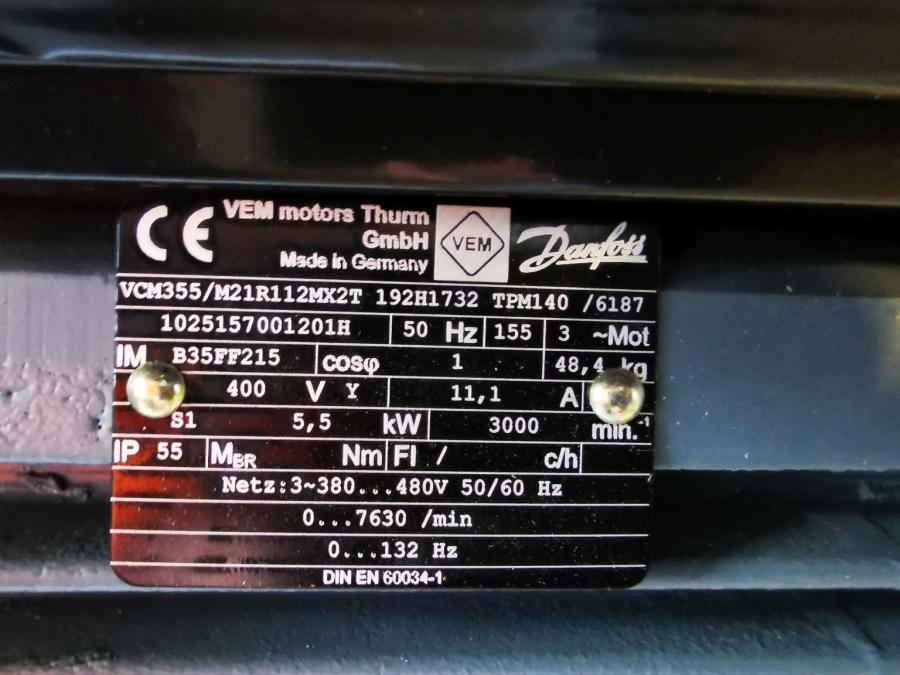 CE VEM motors Thurm
GmbH
Made in Germany
VEM
Danfoss
VCM355/M21R112MX2T 192H1732 TPM140 /6187
1025157001201H 50 Hz 155 3 ~Mot
IM B35FF215 cosφ 1 48,4 kg
400 V Y 11,1 A
S1 5,5 kW 3000 min.⁻¹
IP 55 MBR Nm FI / c/h
Netz:3~380...480V 50/60 Hz
0...7630 /min
0...132 Hz
DIN EN 60034-1